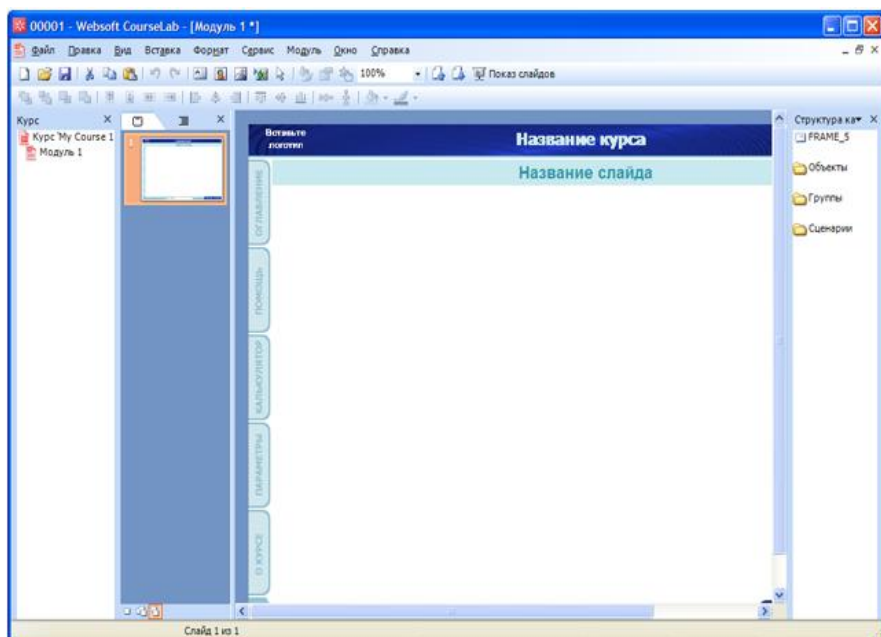 00001 - Websoft CourseLab - [Модуль 1 *]
Файл Правка Вид Вставка Формат Сервис Модуль Окно Справка
100% Показ слайдов
Курс
Курс 'My Course 1
Модуль 1
1
Вставьте
логотип
Название курса
Название слайда
ОГЛАВЛЕНИЕ
ПОМОЩЬ
КАЛЬКУЛЯТОР
ПАРАМЕТРЫ
О КУРСЕ
Структура ка
FRAME_5
Объекты
Группы
Сценарии
Слайд 1 из 1